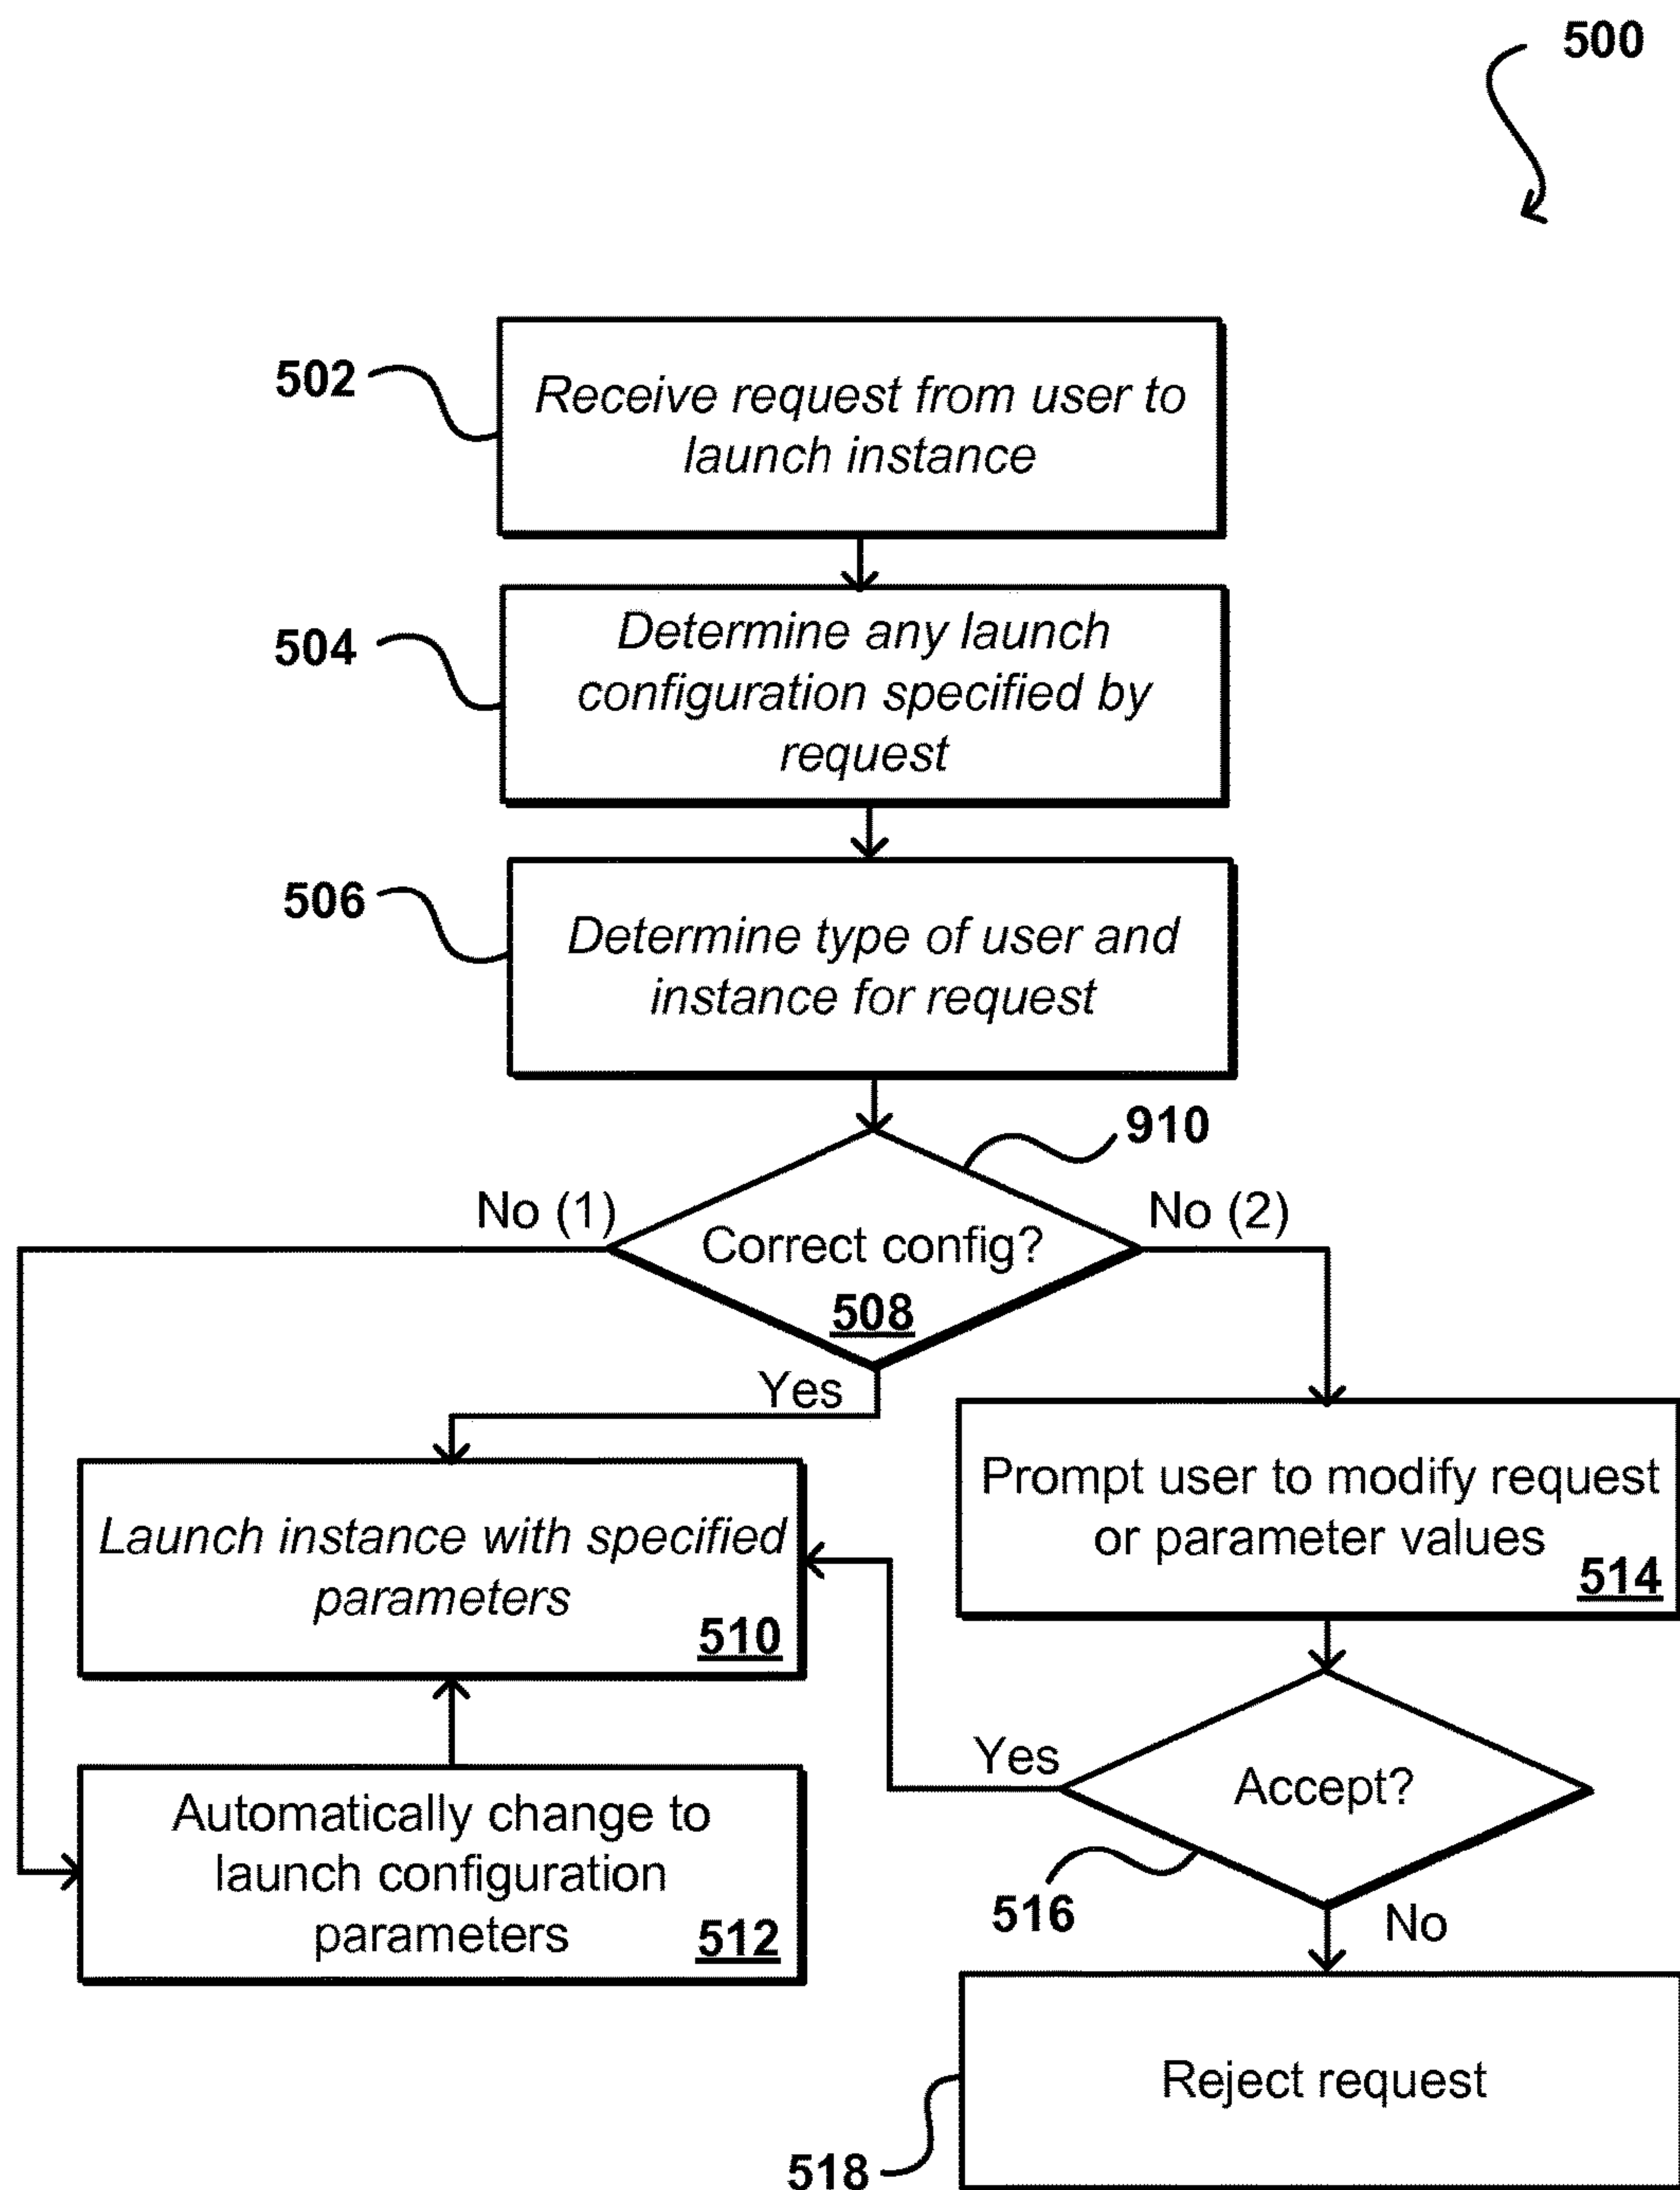 500
502
Receive request from user to
launch instance
504
Determine any launch
configuration specified by
request
506
Determine type of user and
instance for request
910
No (1)
No (2)
Correct config?
508
Yes
Launch instance with specified
parameters
510
Prompt user to modify request
or parameter values
514
Yes
Accept?
516
No
Automatically change to
launch configuration
parameters
512
Reject request
518